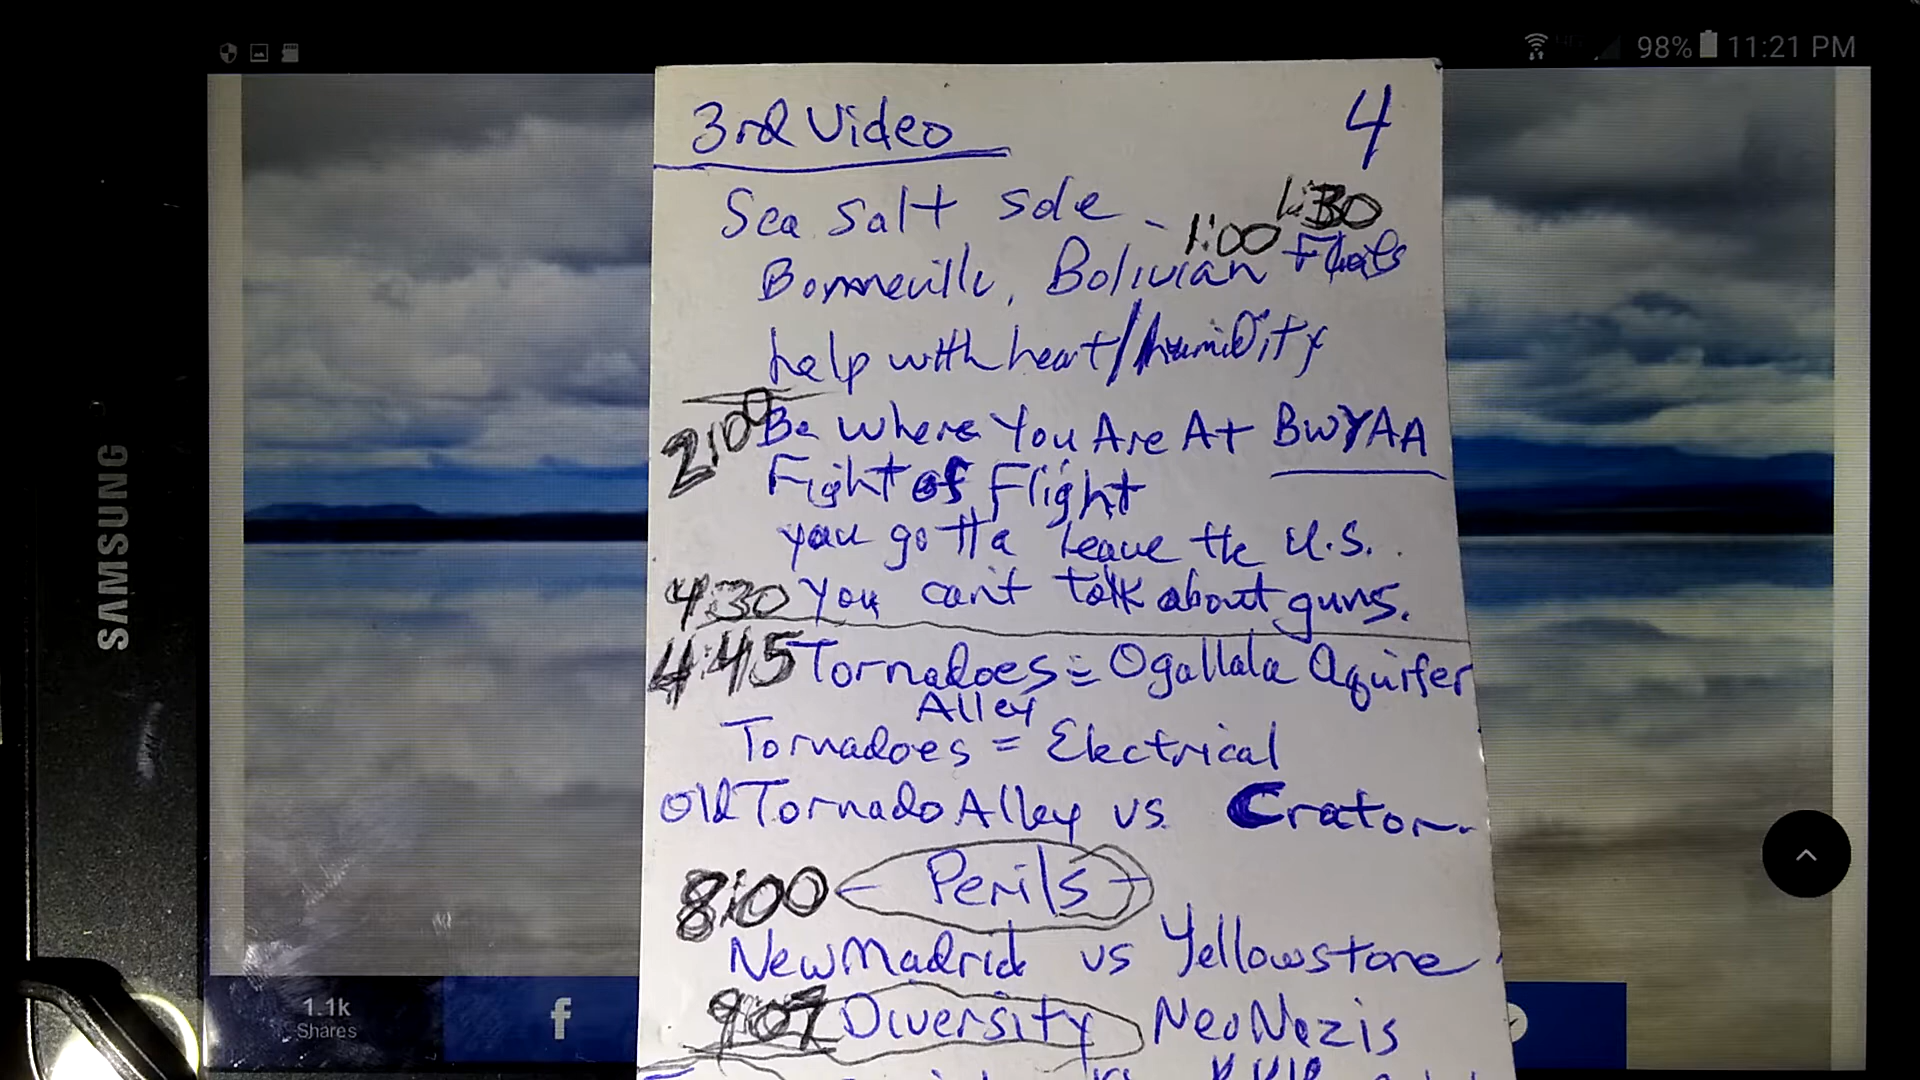 98% 11:21 PM
SAMSUNG
3rd Video 4
Sea Salt sole - 1:00 1:30
Bonneville, Bolivian Flats
help with heat/humidity
2:00 Be Where You Are At BWYAA
Fight of Flight
you gotta leave the U.S.
4:30 You can't talk about guns.
4:45 Tornadoes = Ogallala Aquifer
Alley
Tornadoes = Electrical
Old Tornado Alley vs. Craton
8:00 Perils
New Madrid vs Yellowstone
9:07 Diversity NeoNazis
1.1k
Shares
f